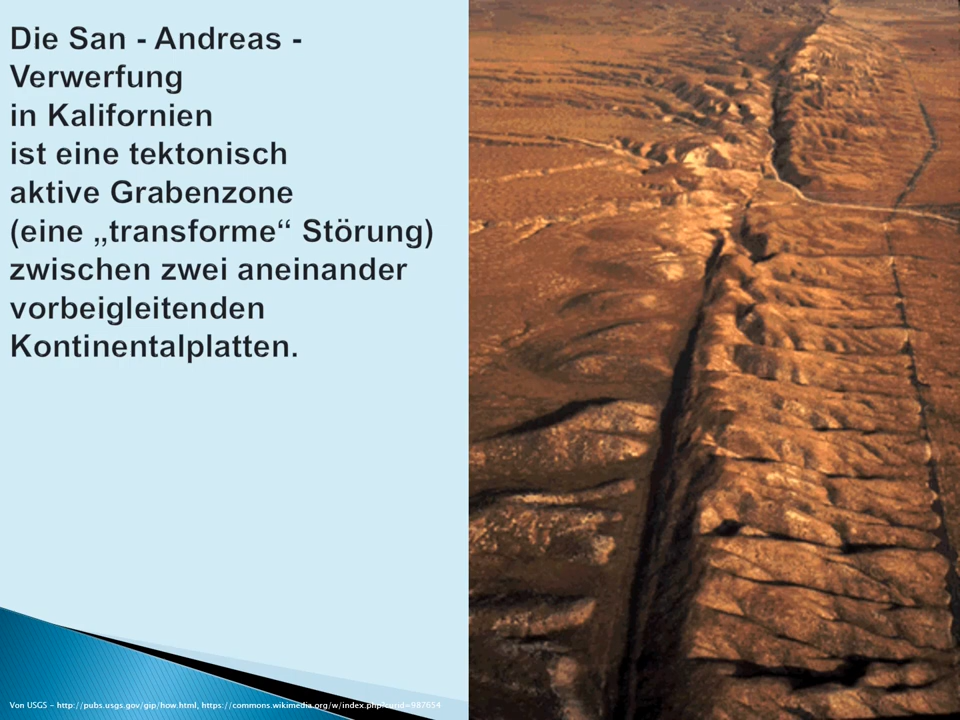 Die San - Andreas -
Verwerfung
in Kalifornien
ist eine tektonisch
aktive Grabenzone
(eine „transforme“ Störung)
zwischen zwei aneinander
vorbeigleitenden
Kontinentalplatten.
Von USGS - http://pubs.usgs.gov/gip/how.html, https://commons.wikimedia.org/w/index.php?curid=987654